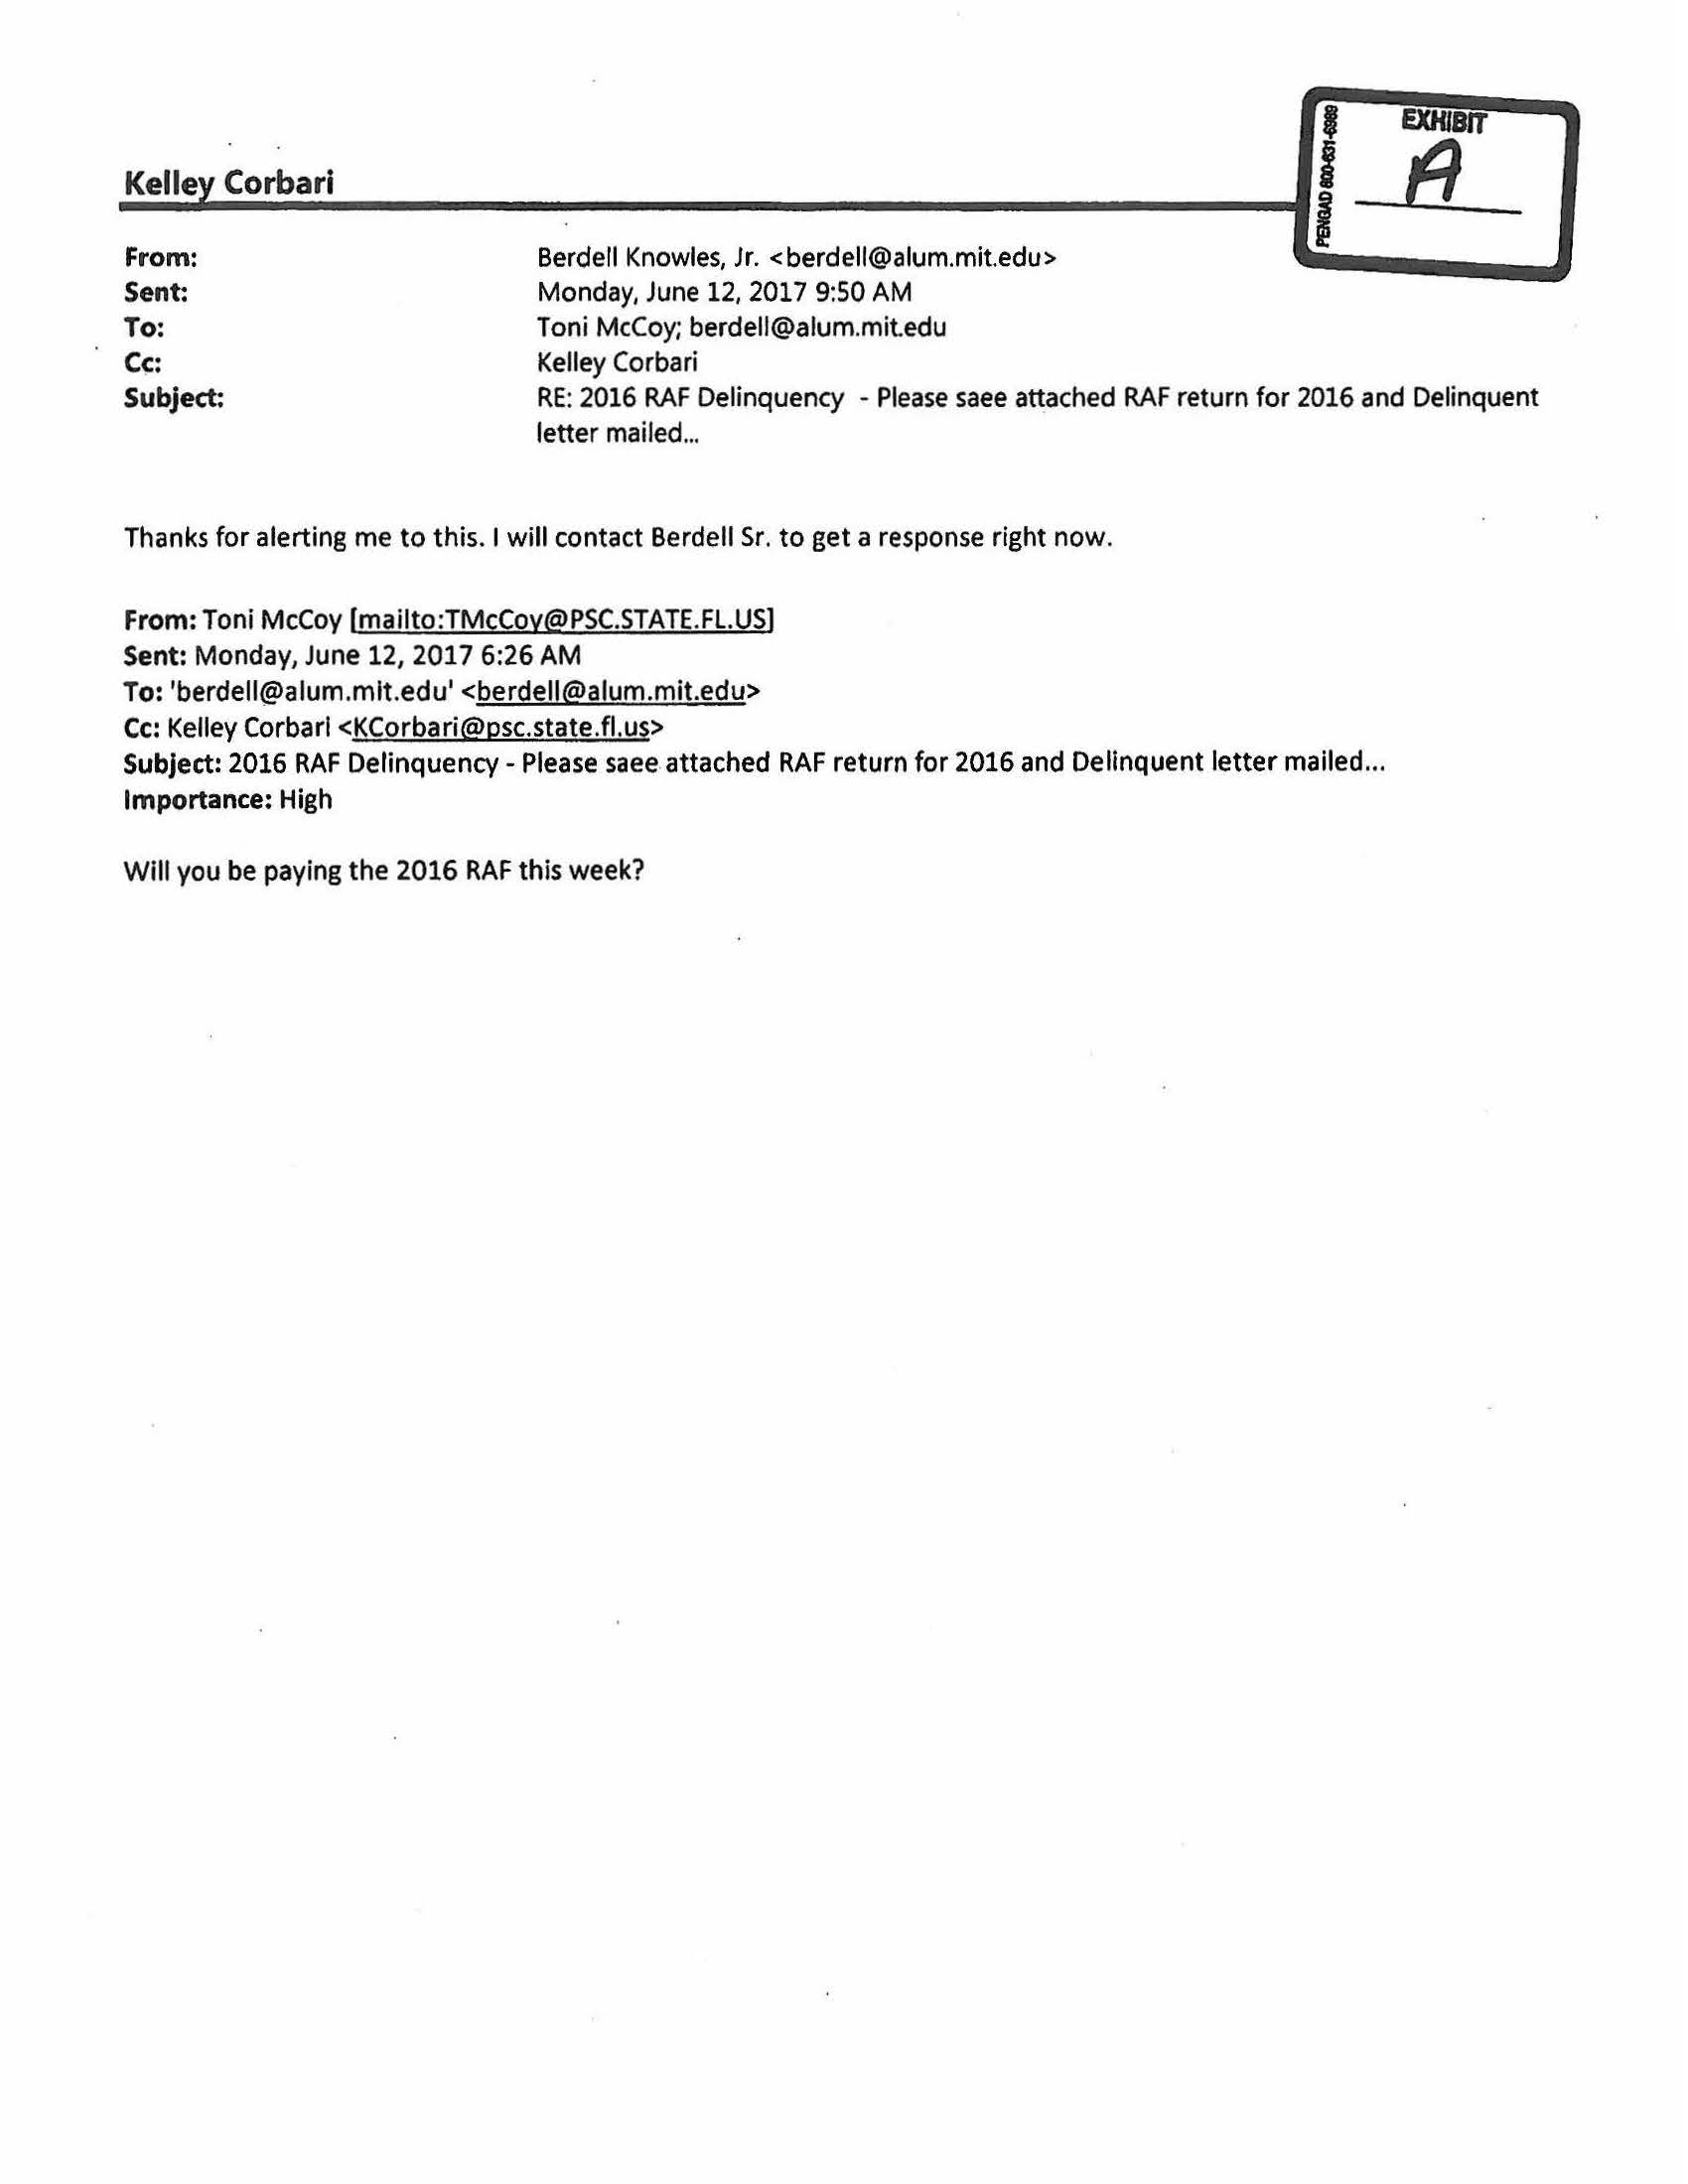 EXHIBIT
A
PENGAD 800-631-6989
Kelley Corbari
From: Berdell Knowles, Jr. <berdell@alum.mit.edu>
Sent: Monday, June 12, 2017 9:50 AM
To: Toni McCoy; berdell@alum.mit.edu
Cc: Kelley Corbari
Subject: RE: 2016 RAF Delinquency - Please saee attached RAF return for 2016 and Delinquent
letter mailed...
Thanks for alerting me to this. I will contact Berdell Sr. to get a response right now.
From: Toni McCoy [mailto:TMcCoy@PSC.STATE.FL.US]
Sent: Monday, June 12, 2017 6:26 AM
To: 'berdell@alum.mit.edu' <berdell@alum.mit.edu>
Cc: Kelley Corbari <KCorbari@psc.state.fl.us>
Subject: 2016 RAF Delinquency - Please saee attached RAF return for 2016 and Delinquent letter mailed...
Importance: High
Will you be paying the 2016 RAF this week?